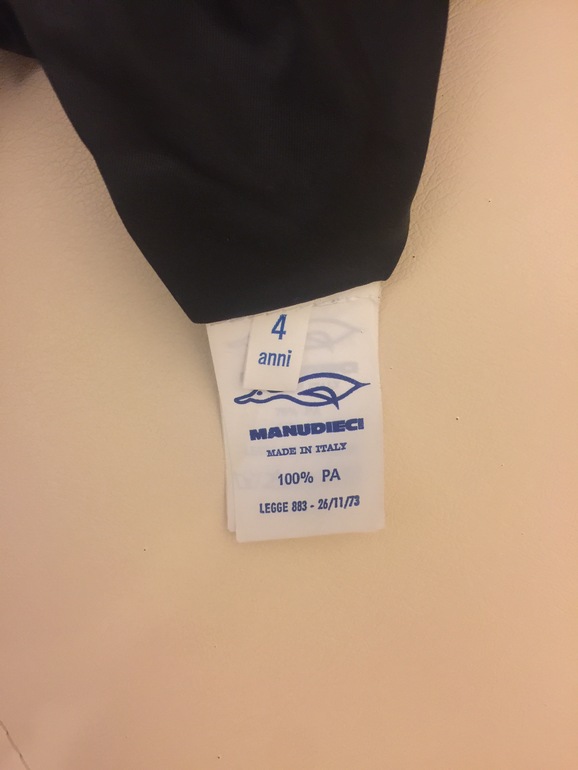 4
anni
MANUDIECI
MADE IN ITALY
100% PA
LEGGE 883 - 26/11/73